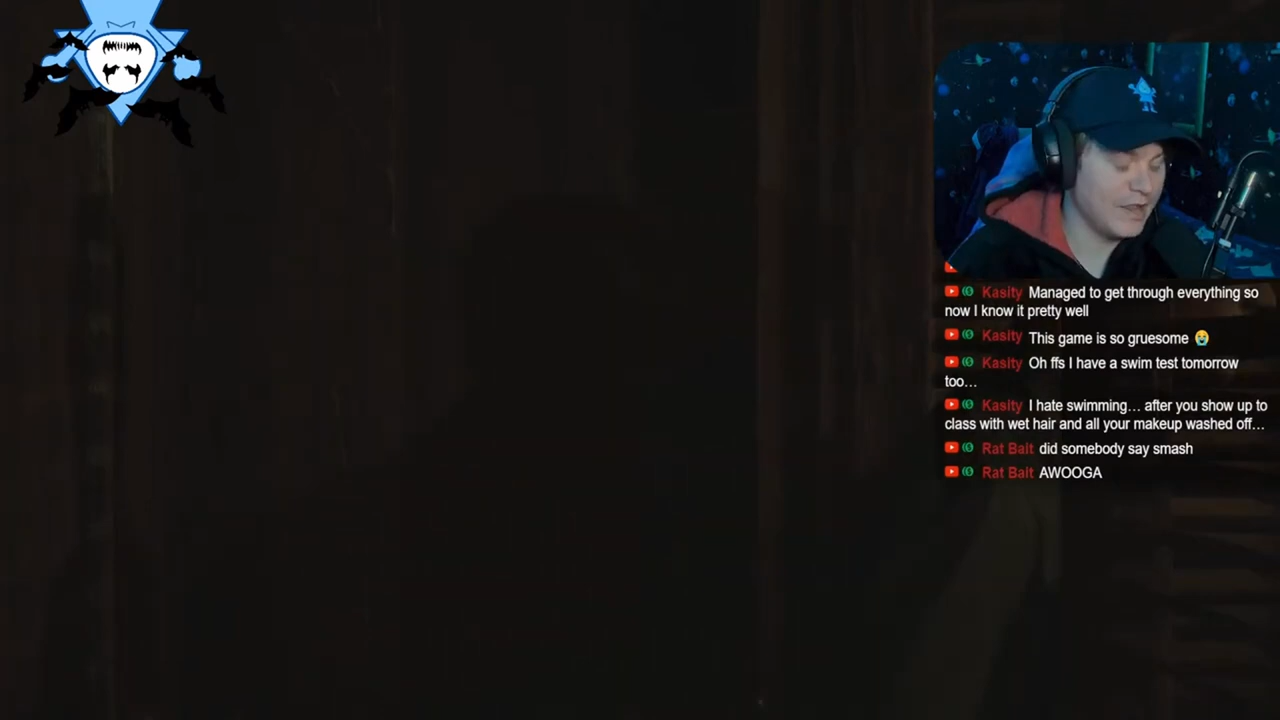 Kasity Managed to get through everything so
now I know it pretty well
Kasity This game is so gruesome 😭
Kasity Oh ffs I have a swim test tomorrow
too…
Kasity I hate swimming… after you show up to
class with wet hair and all your makeup washed off…
Rat Bait did somebody say smash
Rat Bait AWOOGA